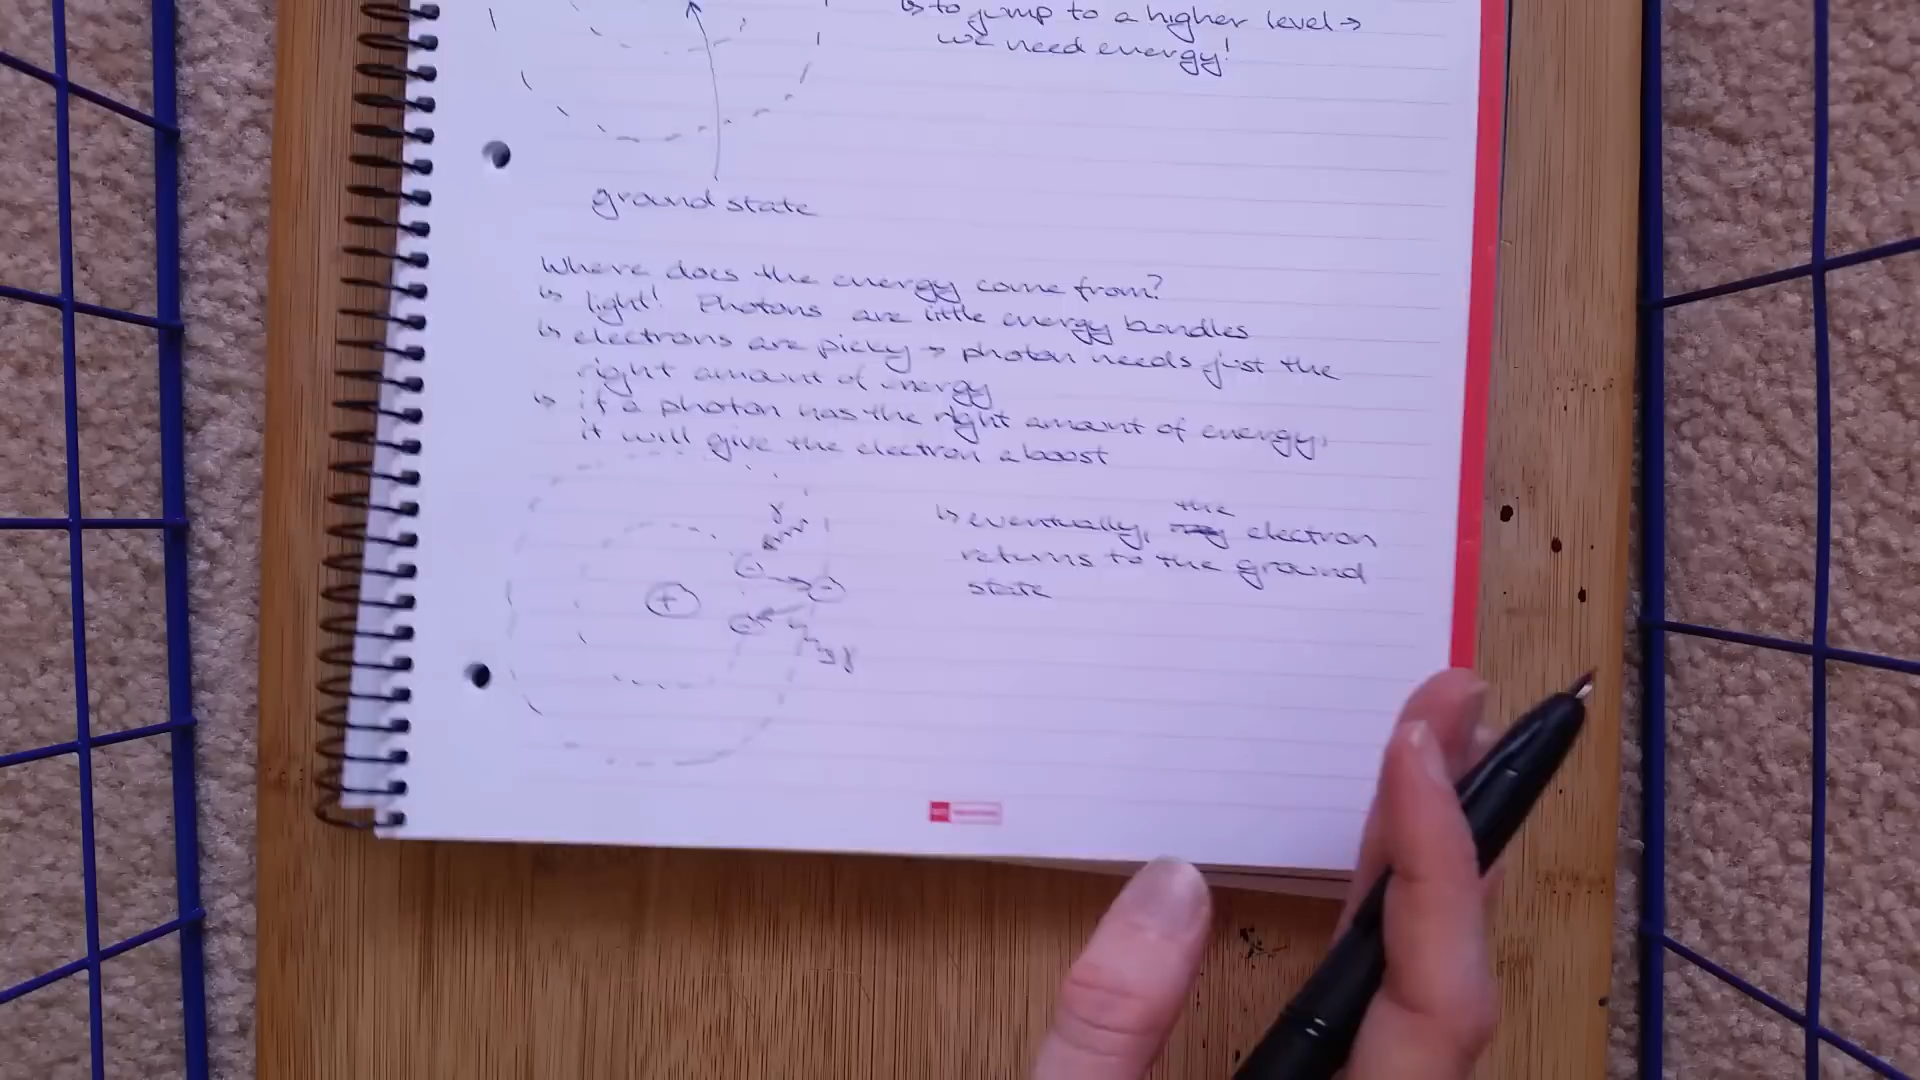 ↳ to jump to a higher level →
we need energy!
ground state
Where does the energy come from?
↳ light! Photons are little energy bundles
↳ electrons are picky → photon needs just the
right amount of energy
↳ if a photon has the right amount of energy,
it will give the electron a boost
γ
-
-
+
-
γ
the
↳ eventually, electron
returns to the ground
state